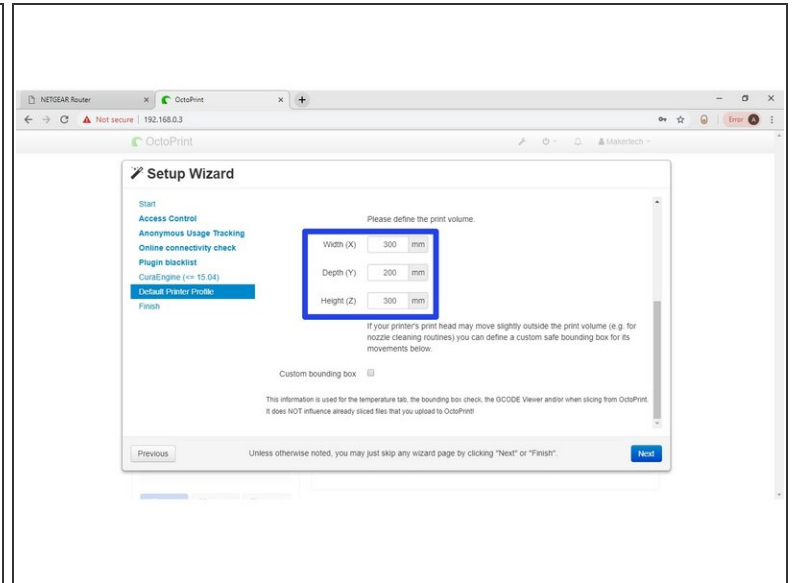 NETGEAR Router
OctoPrint
Not secure | 192.168.0.3
Error A
OctoPrint
Makertech
Setup Wizard
Start
Access Control
Anonymous Usage Tracking
Online connectivity check
Plugin blacklist
CuraEngine (<= 15.04)
Default Printer Profile
Finish
Please define the print volume.
Width (X) 300 mm
Depth (Y) 200 mm
Height (Z) 300 mm
If your printer's print head may move slightly outside the print volume (e.g. for
nozzle cleaning routines) you can define a custom safe bounding box for its
movements below.
Custom bounding box
This information is used for the temperature tab, the bounding box check, the GCODE Viewer and/or when slicing from OctoPrint.
It does NOT influence already sliced files that you upload to OctoPrint!
Previous
Unless otherwise noted, you may just skip any wizard page by clicking "Next" or "Finish".
Next